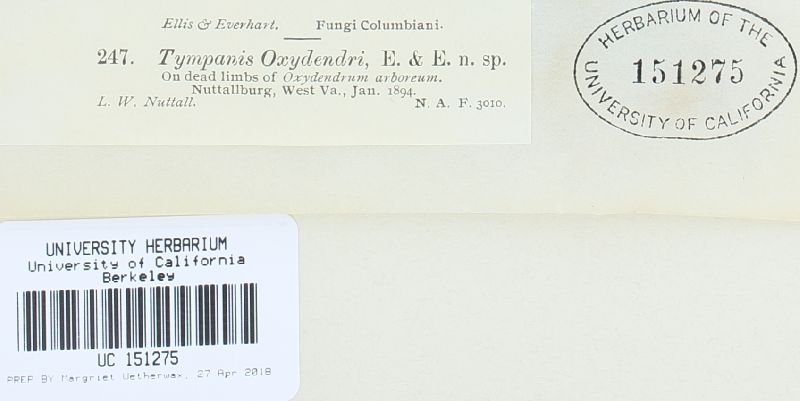 Ellis & Everhart. Fungi Columbiani.
247. Tympanis Oxydendri, E. & E. n. sp.
On dead limbs of Oxydendrum arboreum.
Nuttallburg, West Va., Jan. 1894.
L. W. Nuttall. N. A. F. 3010.
HERBARIUM OF THE
151275
UNIVERSITY OF CALIFORNIA
UNIVERSITY HERBARIUM
University of California
Berkeley
UC 151275
PREP BY Margriet Wetherwax, 27 Apr 2018